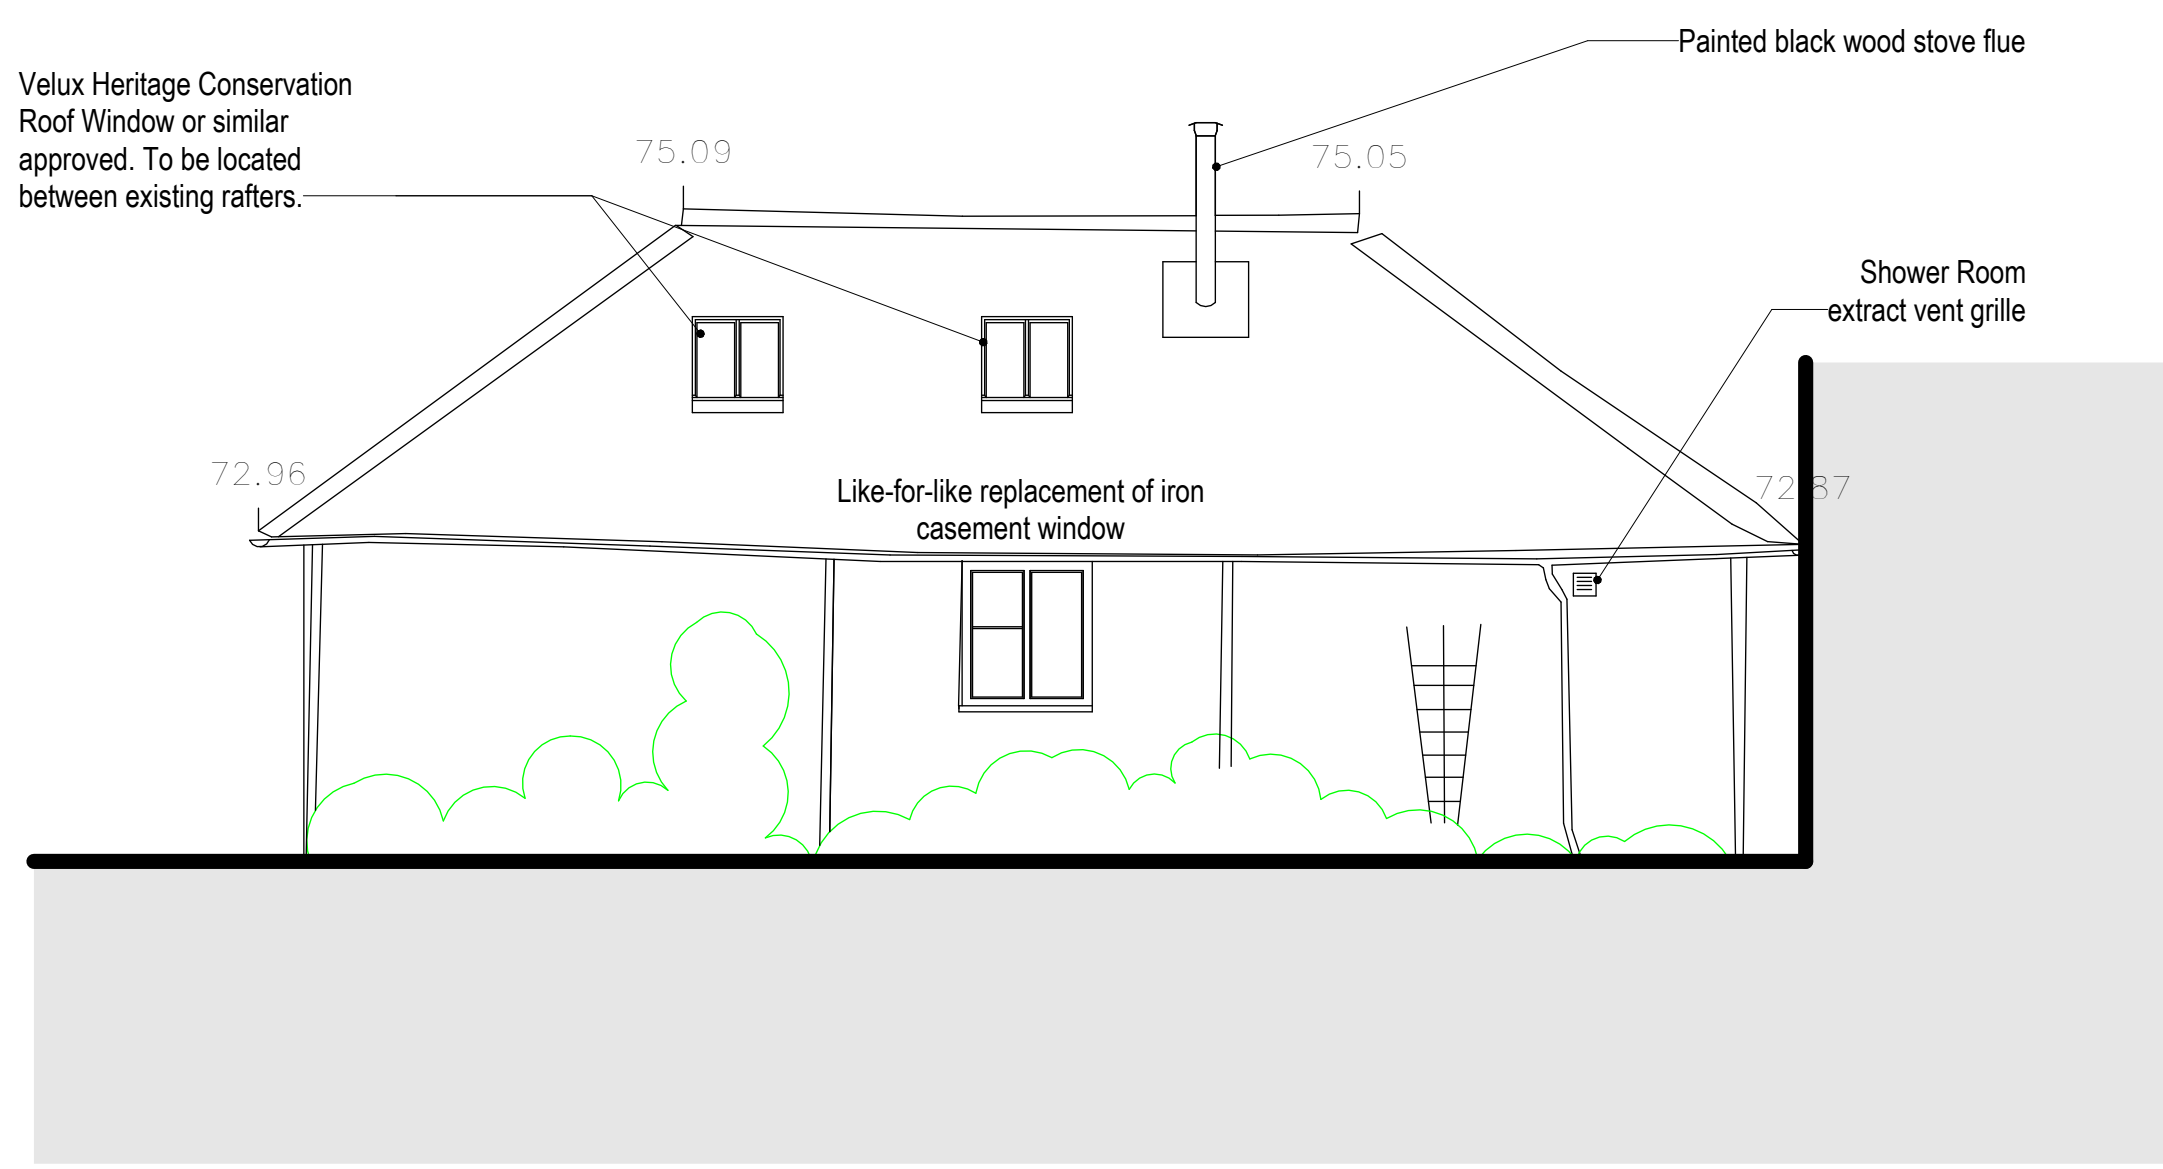 Painted black wood stove flue
Velux Heritage Conservation
Roof Window or similar
approved. To be located
between existing rafters.
75.09
75.05
Shower Room
extract vent grille
72.96
72.87
Like-for-like replacement of iron
casement window